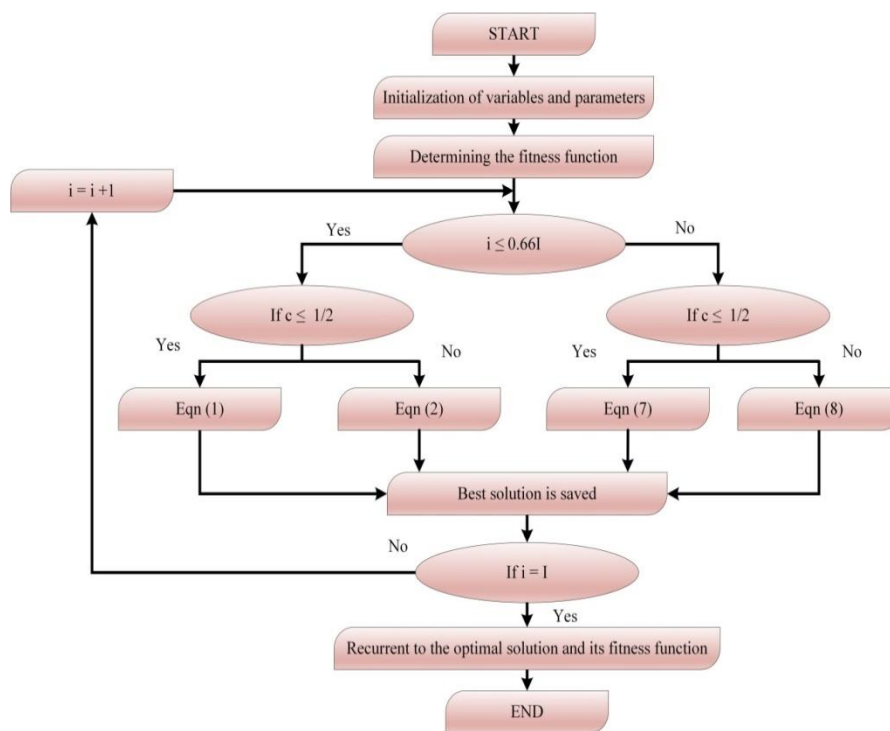 START
Initialization of variables and parameters
Determining the fitness function
i = i +1
Yes
i ≤ 0.66I
No
If c ≤ 1/2
If c ≤ 1/2
Yes
No
Yes
No
Eqn (1)
Eqn (2)
Eqn (7)
Eqn (8)
Best solution is saved
No
If i = I
Yes
Recurrent to the optimal solution and its fitness function
END